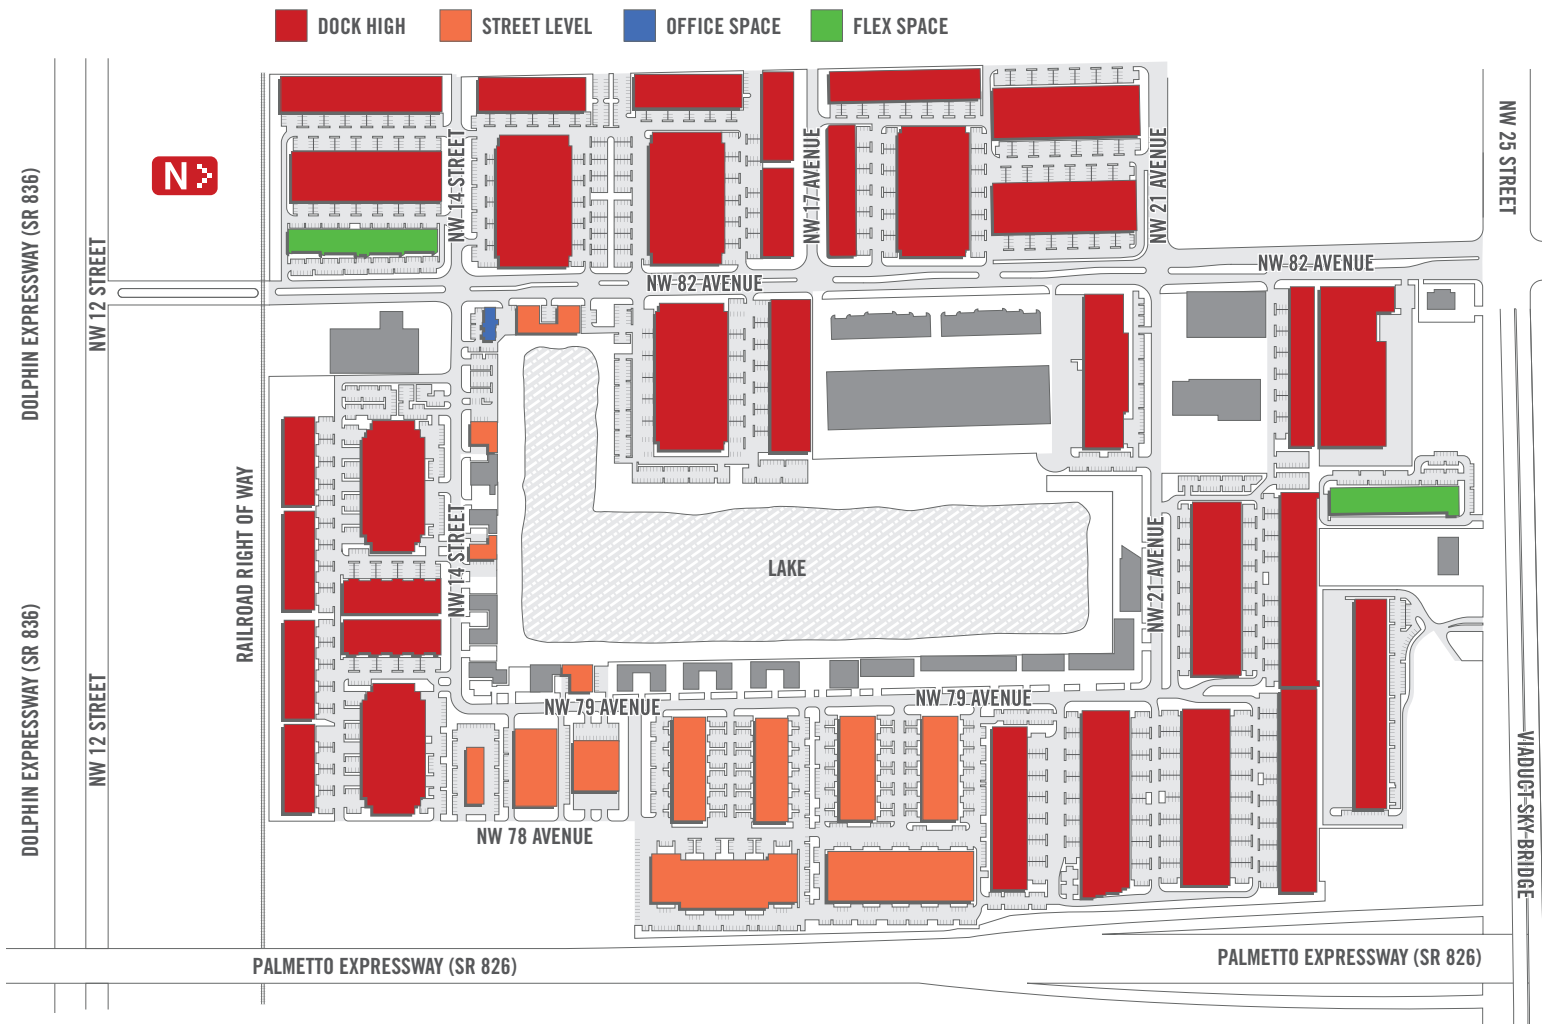 DOCK HIGH
STREET LEVEL
OFFICE SPACE
FLEX SPACE
N
DOLPHIN EXPRESSWAY (SR 836)
NW 12 STREET
NW 14 STREET
NW 17 AVENUE
NW 21 AVENUE
NW 25 STREET
NW 82 AVENUE
NW 82 AVENUE
RAILROAD RIGHT OF WAY
NW 14 STREET
LAKE
NW 21 AVENUE
DOLPHIN EXPRESSWAY (SR 836)
NW 12 STREET
NW 79 AVENUE
NW 79 AVENUE
VIADUCT SKY BRIDGE
NW 78 AVENUE
PALMETTO EXPRESSWAY (SR 826)
PALMETTO EXPRESSWAY (SR 826)